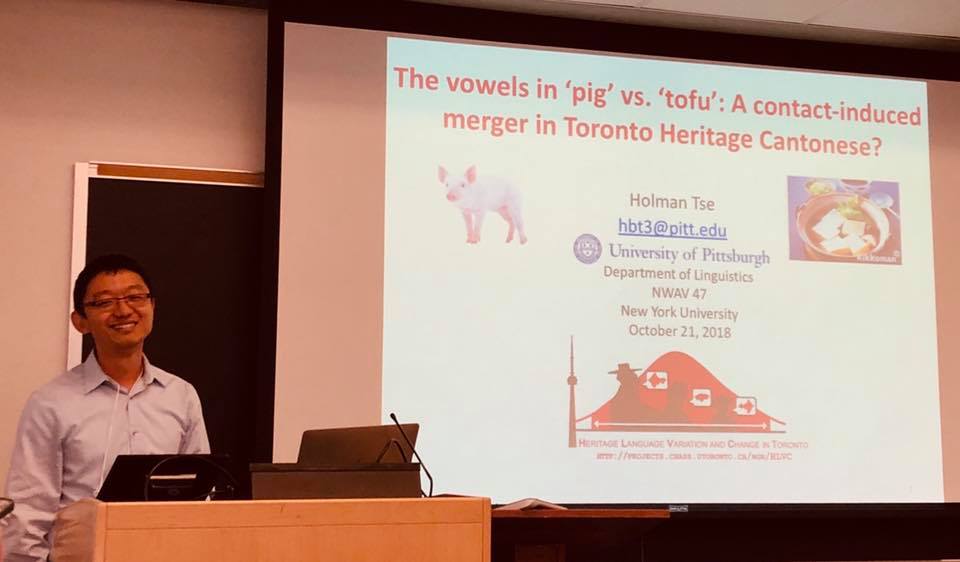 The vowels in ‘pig’ vs. ‘tofu’: A contact-induced
merger in Toronto Heritage Cantonese?
Holman Tse
hbt3@pitt.edu
University of Pittsburgh
Department of Linguistics
NWAV 47
New York University
October 21, 2018
kikkoman
HERITAGE LANGUAGE VARIATION AND CHANGE IN TORONTO
HTTP://PROJECTS.CHASS.UTORONTO.CA/NGN/HLVC